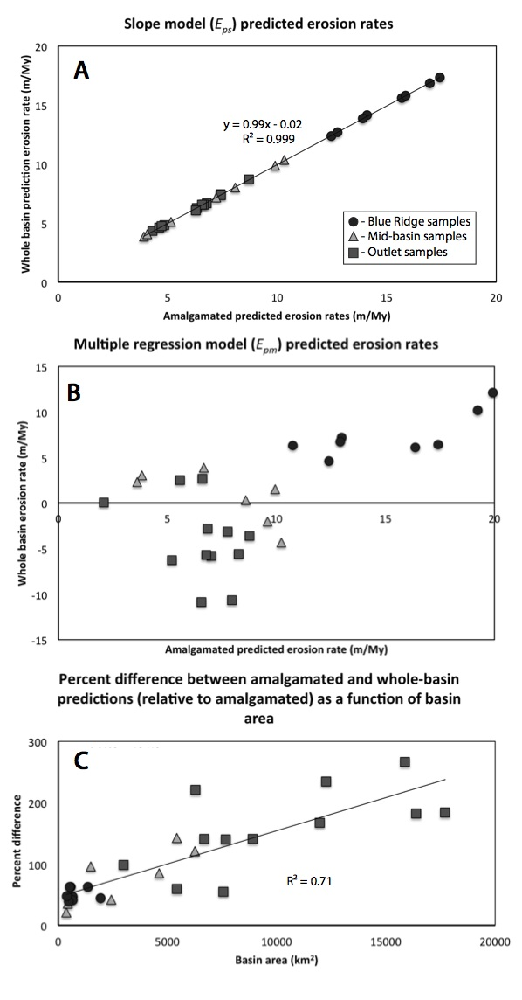 Slope model (Eps) predicted erosion rates
A
20
15
10
5
0
Whole basin prediction erosion rate (m/My)
y = 0.99x - 0.02
R² = 0.999
- Blue Ridge samples
- Mid-basin samples
- Outlet samples
0 5 10 15 20
Amalgamated predicted erosion rates (m/My)
Multiple regression model (Epm) predicted erosion rates
B
15
10
5
0
-5
-10
-15
Whole basin erosion rate (m/My)
0 5 10 15 20
Amalgamated predicted erosion rate (m/My)
Percent difference between amalgamated and whole-basin
predictions (relative to amalgamated) as a function of basin
area
C
300
200
100
0
Percent difference
R² = 0.71
0 5000 10000 15000 20000
Basin area (km²)